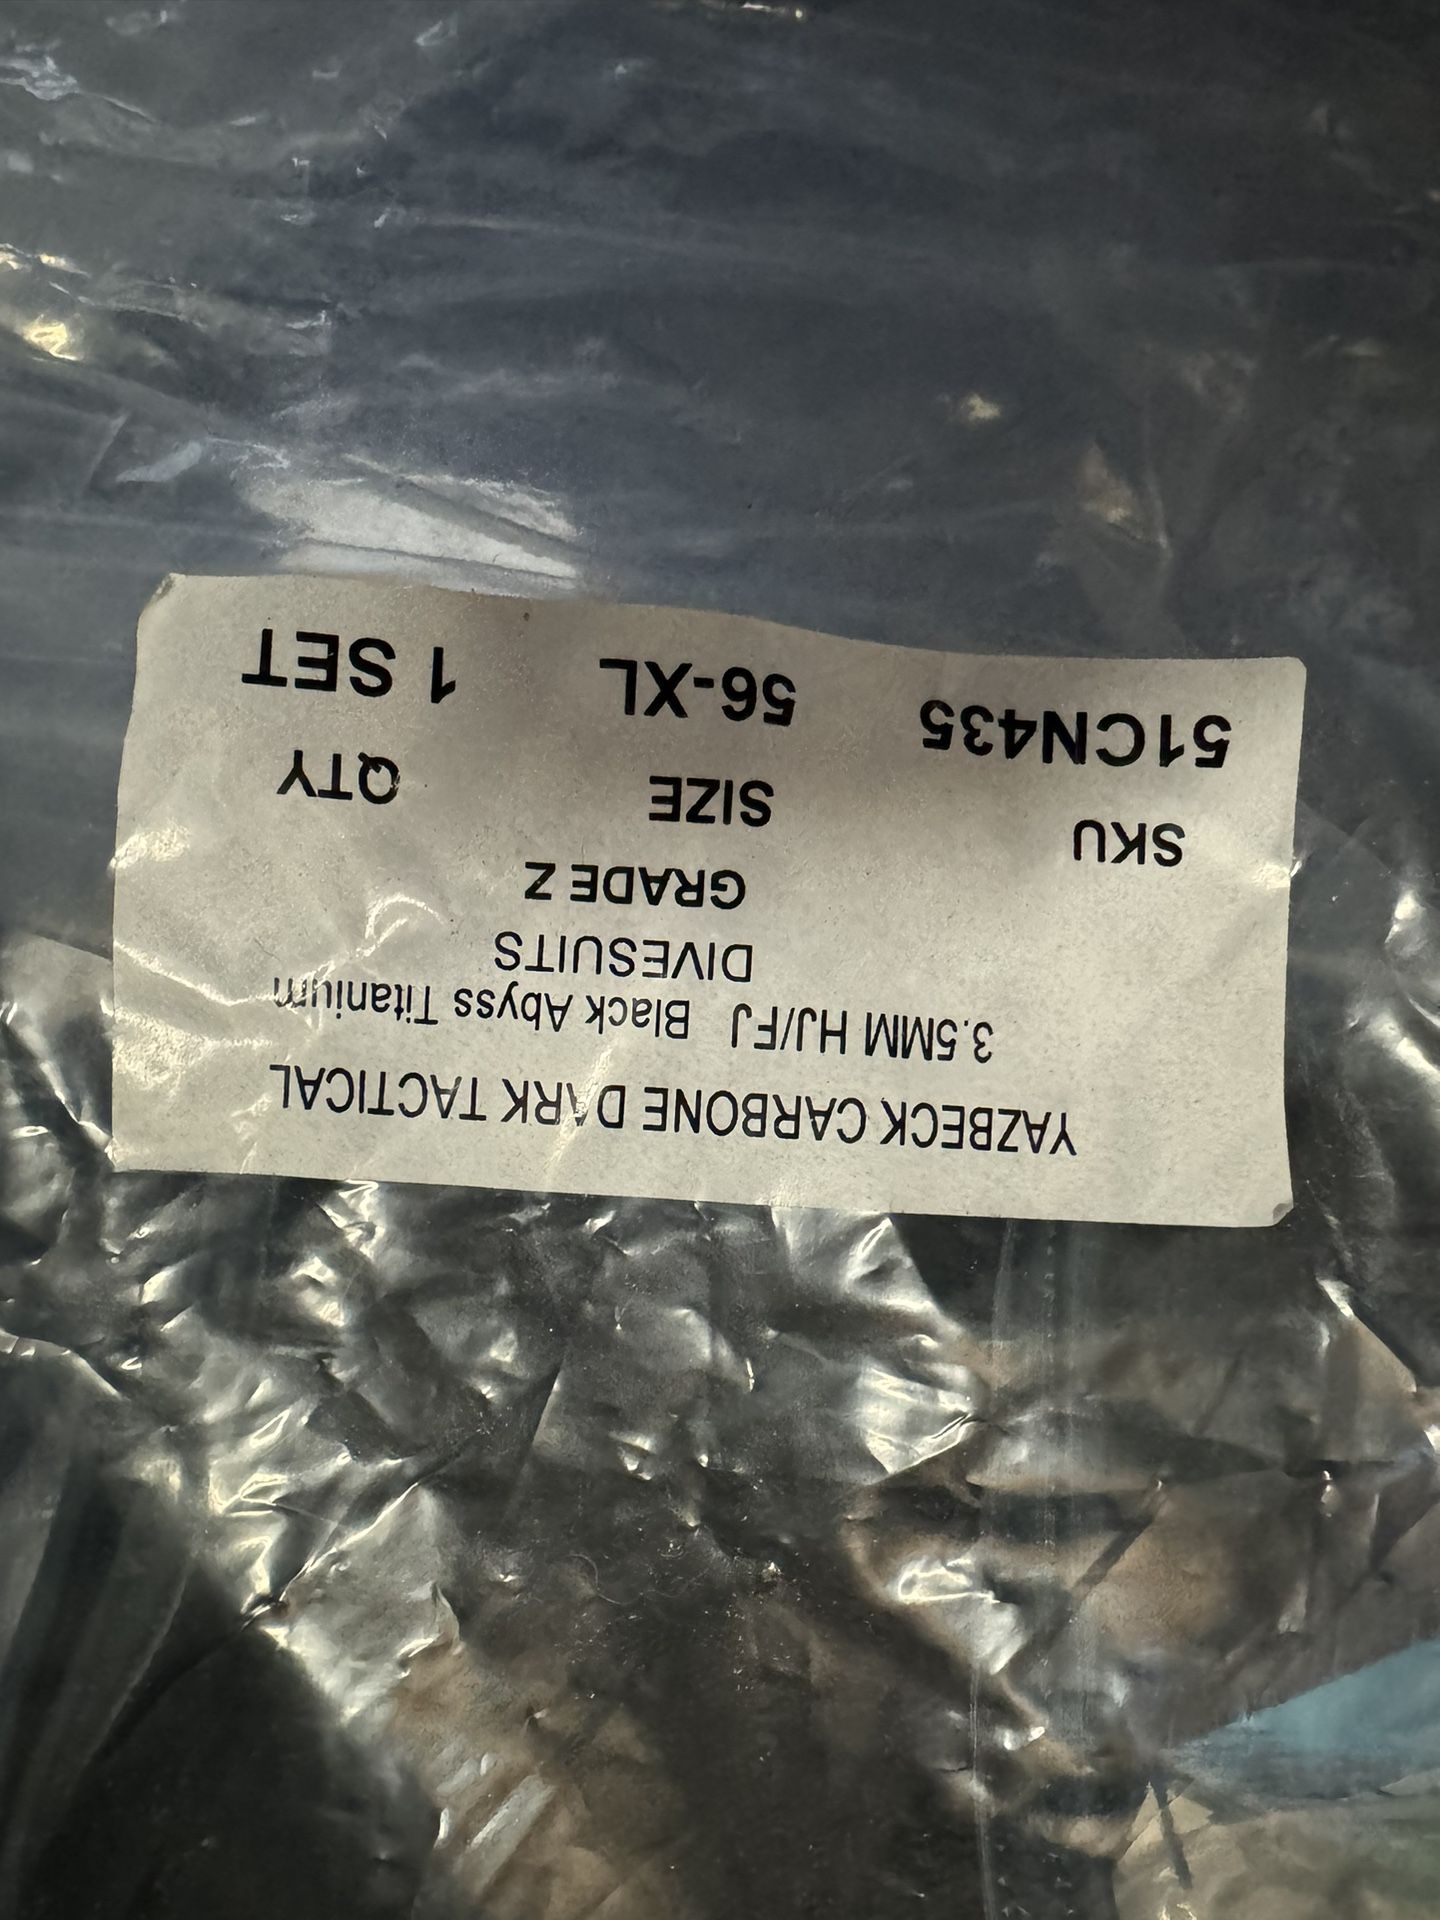 YAZBECK CARBONE DARK TACTICAL
3.5MM HJ/FJ Black Abyss Titanium
DIVESUITS
GRADE Z
SKU SIZE QTY
51CN435 56-XL 1 SET